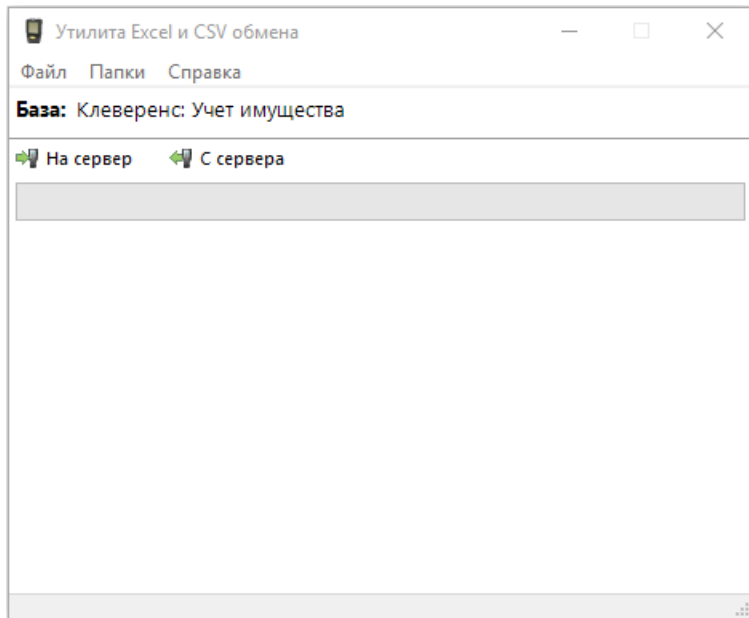 Утилита Excel и CSV обмена
Файл Папки Справка
База: Клеверенс: Учет имущества
На сервер С сервера